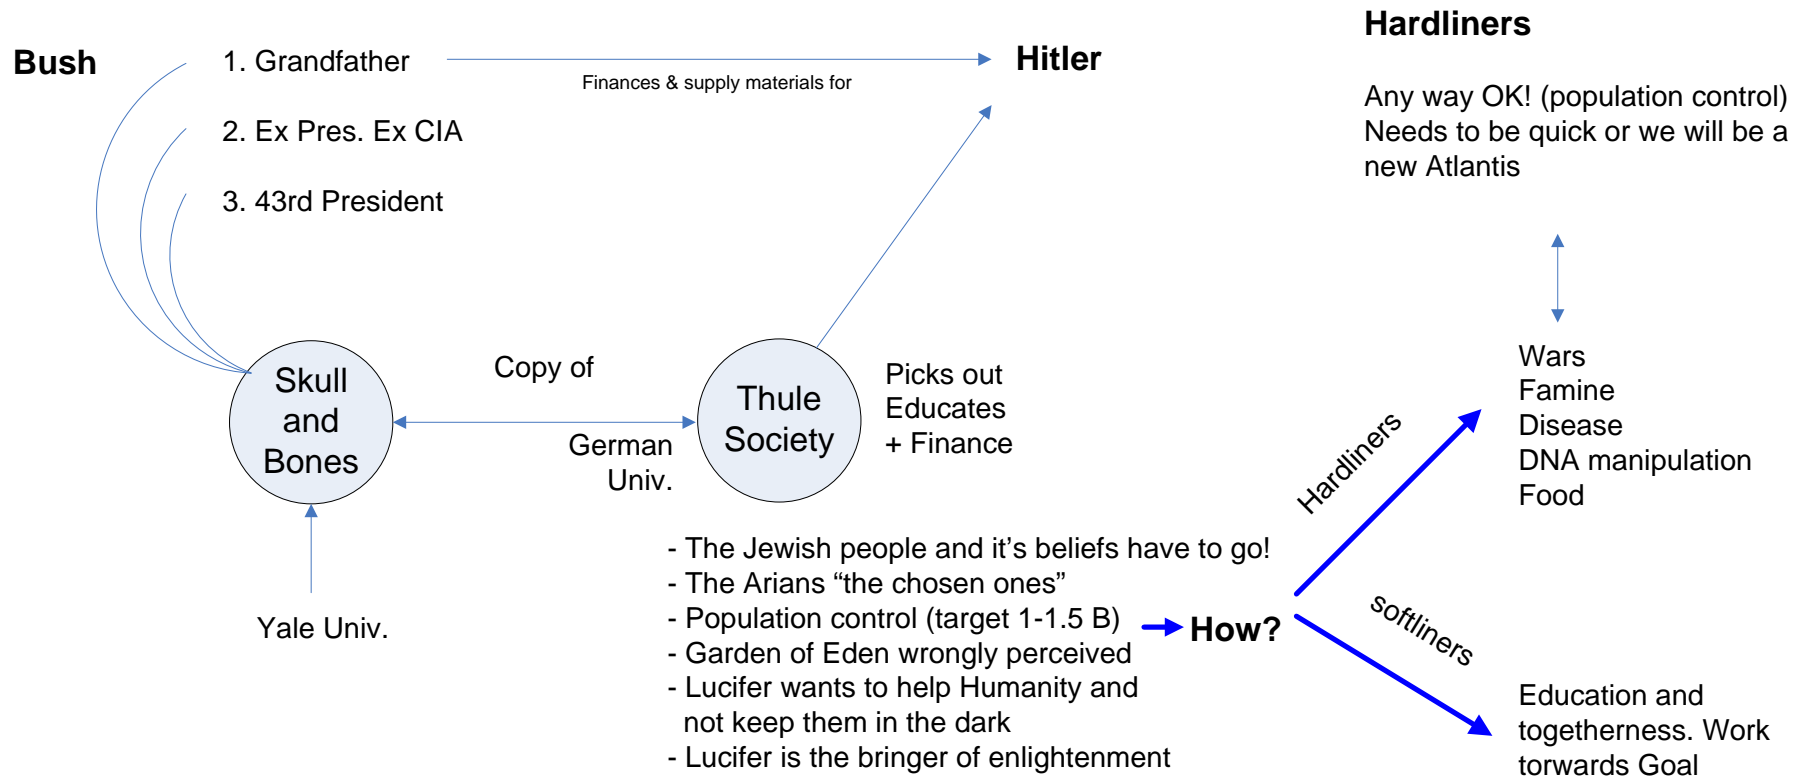 Bush
1. Grandfather
2. Ex Pres. Ex CIA
3. 43rd President
Finances & supply materials for
Hitler
Hardliners
Any way OK! (population control)
Needs to be quick or we will be a
new Atlantis
Skull
and
Bones
Copy of
German
Univ.
Thule
Society
Picks out
Educates
+ Finance
Yale Univ.
- The Jewish people and it's beliefs have to go!
- The Arians “the chosen ones”
- Population control (target 1-1.5 B)
- Garden of Eden wrongly perceived
- Lucifer wants to help Humanity and
not keep them in the dark
- Lucifer is the bringer of enlightenment
How?
Hardliners
Wars
Famine
Disease
DNA manipulation
Food
softliners
Education and
togetherness. Work
torwards Goal